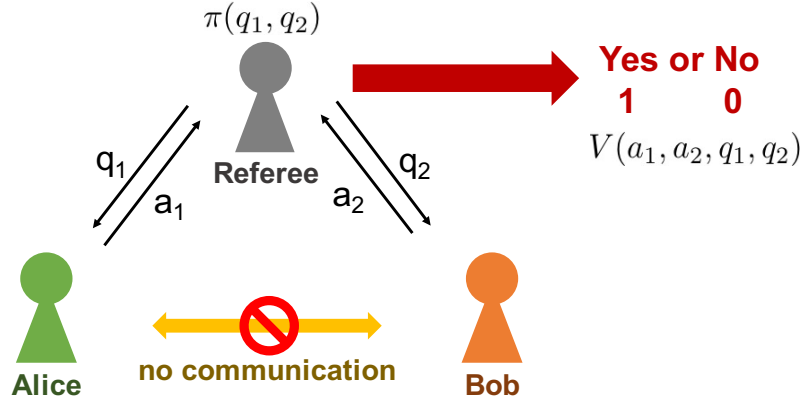 π(q₁, q₂)
Yes or No
1 0
V(a₁, a₂, q₁, q₂)
Referee
q₁
a₁
a₂
q₂
no communication
Alice
Bob